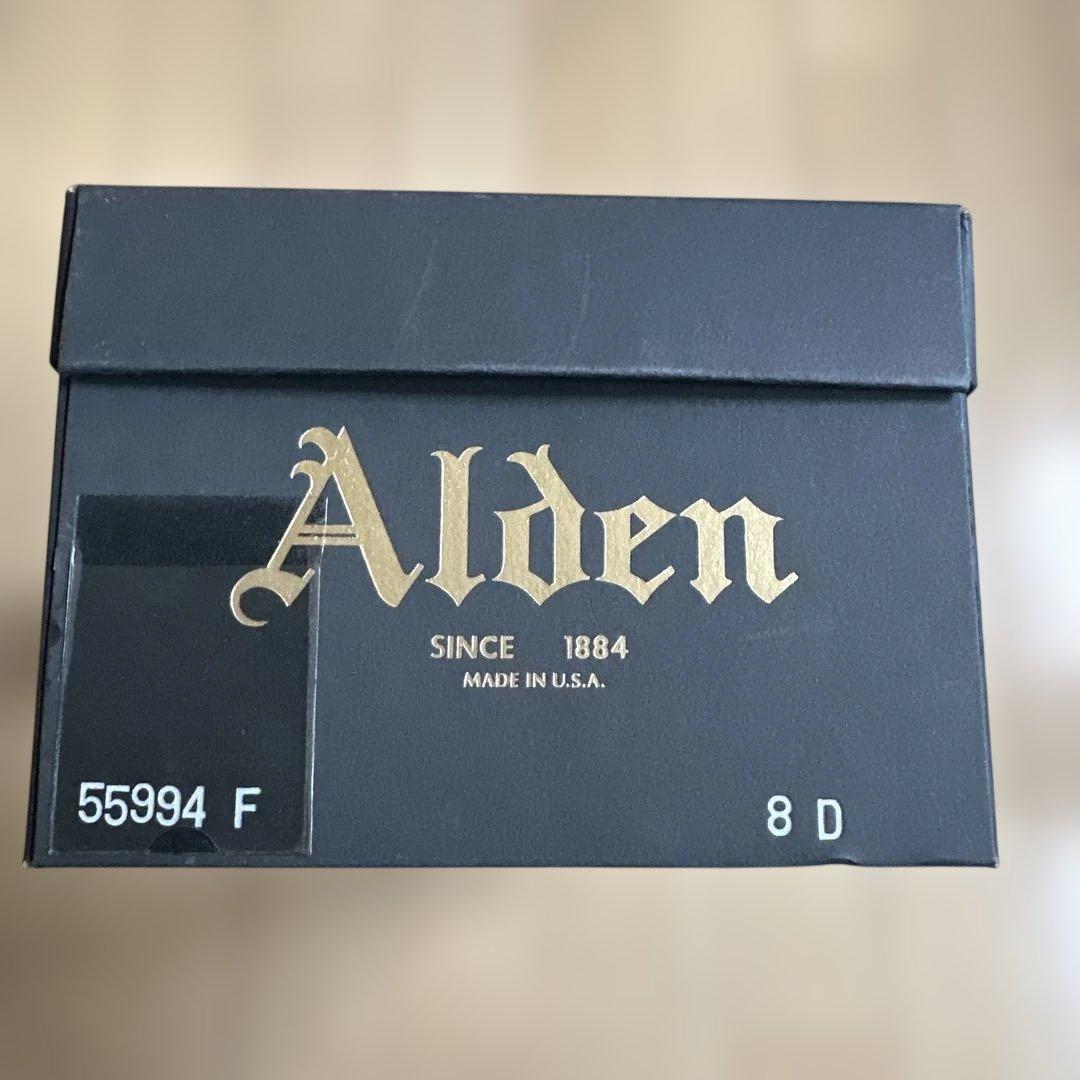 Alden
SINCE 1884
MADE IN U.S.A.
55994 F 8 D